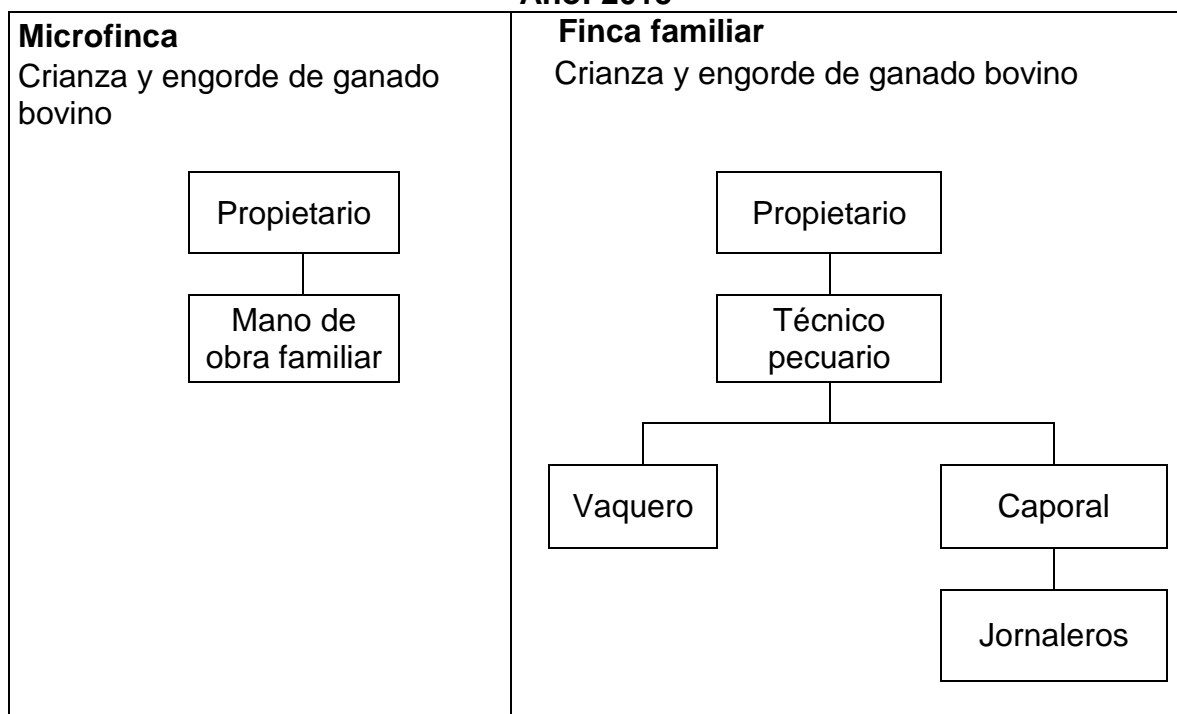 Microfinca
Crianza y engorde de ganado
bovino
Propietario
Mano de
obra familiar
Finca familiar
Crianza y engorde de ganado bovino
Propietario
Técnico
pecuario
Vaquero
Caporal
Jornaleros